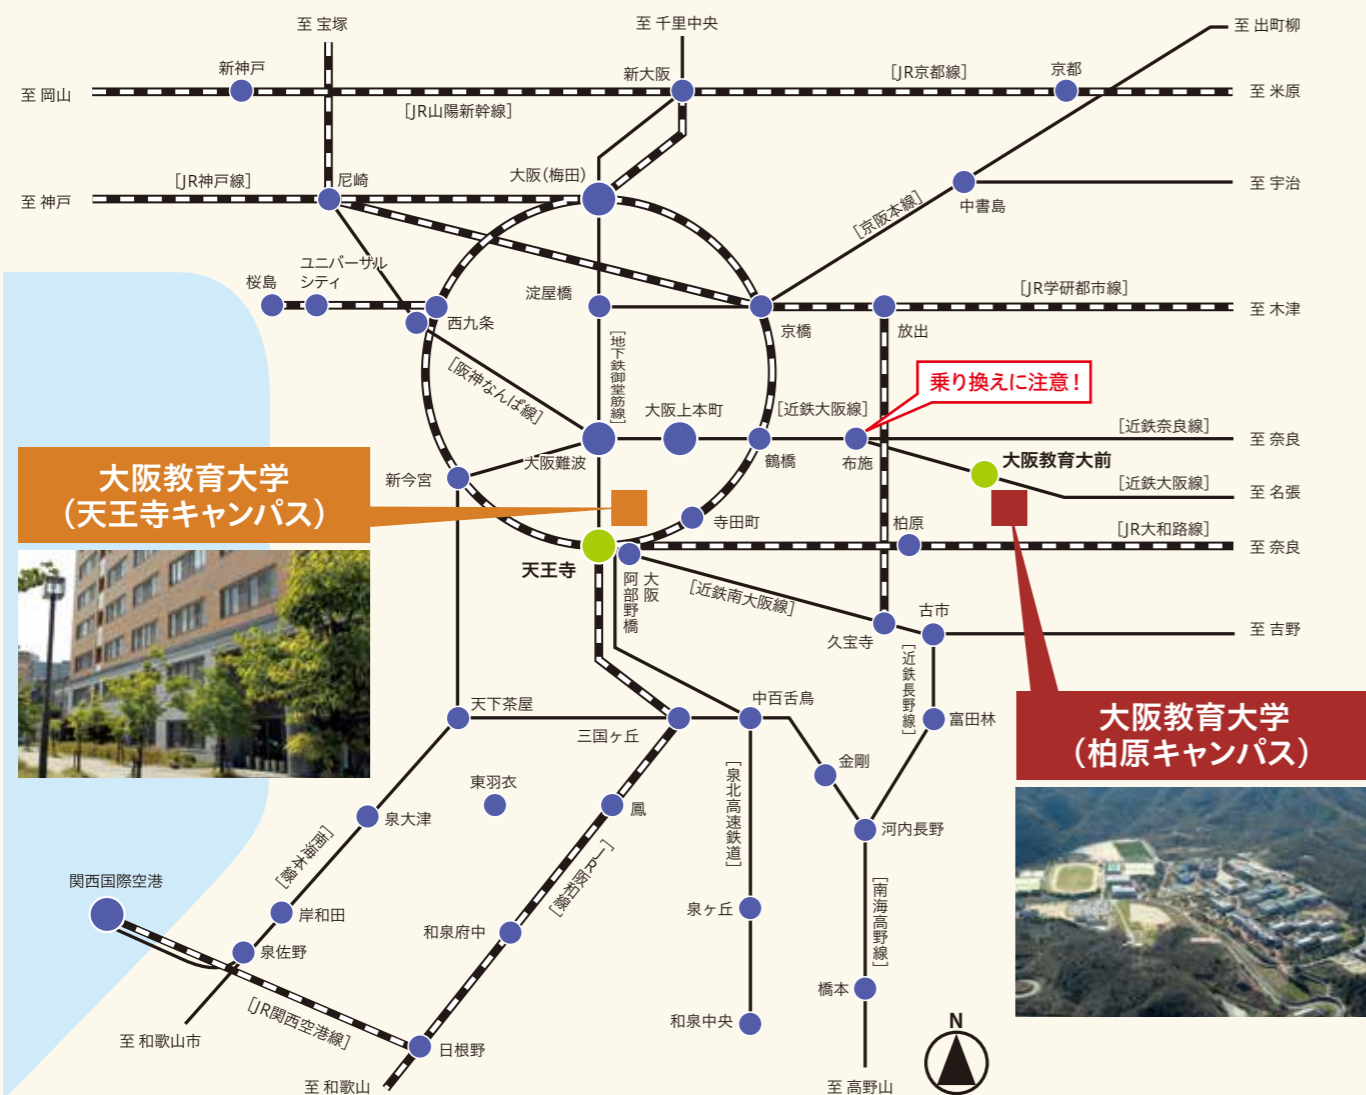 至 宝塚
至 千里中央
至 出町柳
新神戸
新大阪
[JR京都線]
京都
至 岡山
[JR山陽新幹線]
至 米原
[JR神戸線]
尼崎
大阪(梅田)
至 神戸
至 宇治
中書島
[京阪本線]
桜島
ユニバーサル
シティ
淀屋橋
[JR学研都市線]
西九条
京橋
放出
至 木津
[地下鉄御堂筋線]
[阪神なんば線]
乗り換えに注意！
大阪上本町
[近鉄大阪線]
[近鉄奈良線]
大阪難波
鶴橋
布施
至 奈良
大阪教育大前
新今宮
[近鉄大阪線]
至 名張
大阪教育大学
（天王寺キャンパス）
寺田町
柏原
[JR大和路線]
至 奈良
天王寺
大阪
阿部野橋
[近鉄南大阪線]
久宝寺
古市
至 吉野
[近鉄長野線]
天下茶屋
三国ヶ丘
中百舌鳥
富田林
大阪教育大学
（柏原キャンパス）
東羽衣
鳳
[泉北高速鉄道]
金剛
泉大津
河内長野
[南海本線]
[JR阪和線]
関西国際空港
岸和田
和泉府中
泉ヶ丘
[南海高野線]
泉佐野
橋本
[JR関西空港線]
和泉中央
至 和歌山市
日根野
至 和歌山
至 高野山
N